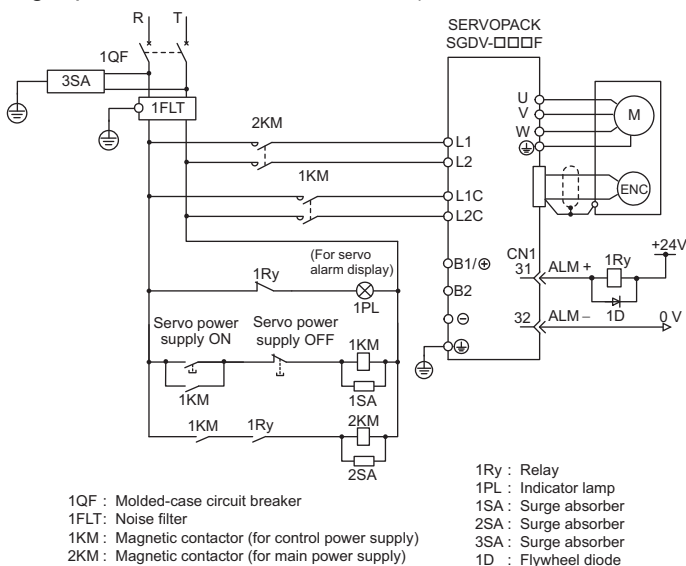 R T
SERVOPACK
SGDV-□□□F
1QF
3SA
1FLT
U
V
W
M
2KM
L1
L2
1KM
L1C
L2C
ENC
+24V
(For servo
alarm display)
1Ry
1PL
B1/⊕
B2
⊖
CN1
31 ALM + 1Ry
32 ALM − 1D 0 V
Servo power
supply ON
Servo power
supply OFF
1KM
1KM
1SA
1KM 1Ry 2KM
2SA
1QF : Molded-case circuit breaker
1FLT: Noise filter
1KM : Magnetic contactor (for control power supply)
2KM : Magnetic contactor (for main power supply)
1Ry : Relay
1PL : Indicator lamp
1SA : Surge absorber
2SA : Surge absorber
3SA : Surge absorber
1D : Flywheel diode